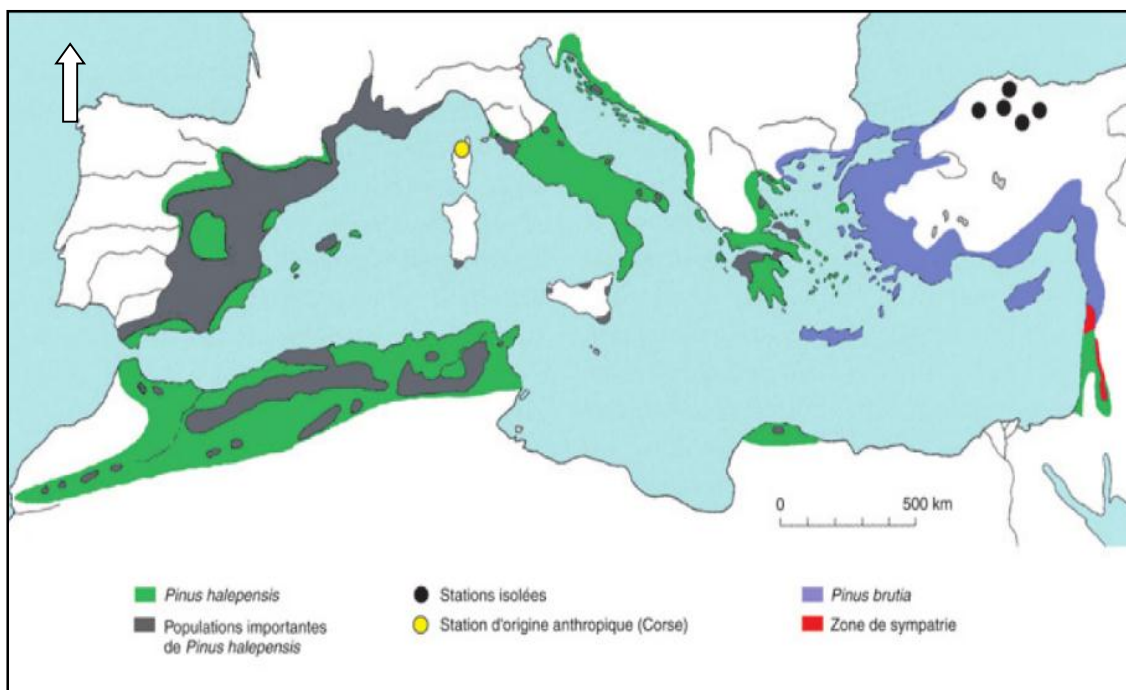 0 500 km
Pinus halepensis
Populations importantes
de Pinus halepensis
Stations isolées
Station d'origine anthropique (Corse)
Pinus brutia
Zone de sympatrie